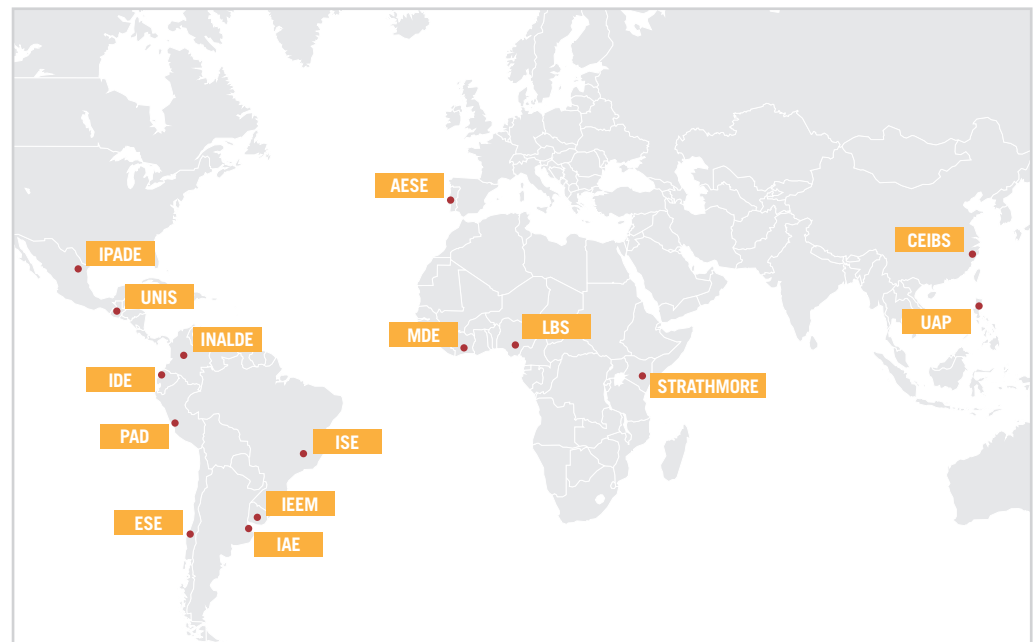 AESE
CEIBS
IPADE
UNIS
UAP
LBS
MDE
INALDE
IDE
STRATHMORE
PAD
ISE
IEEM
ESE
IAE